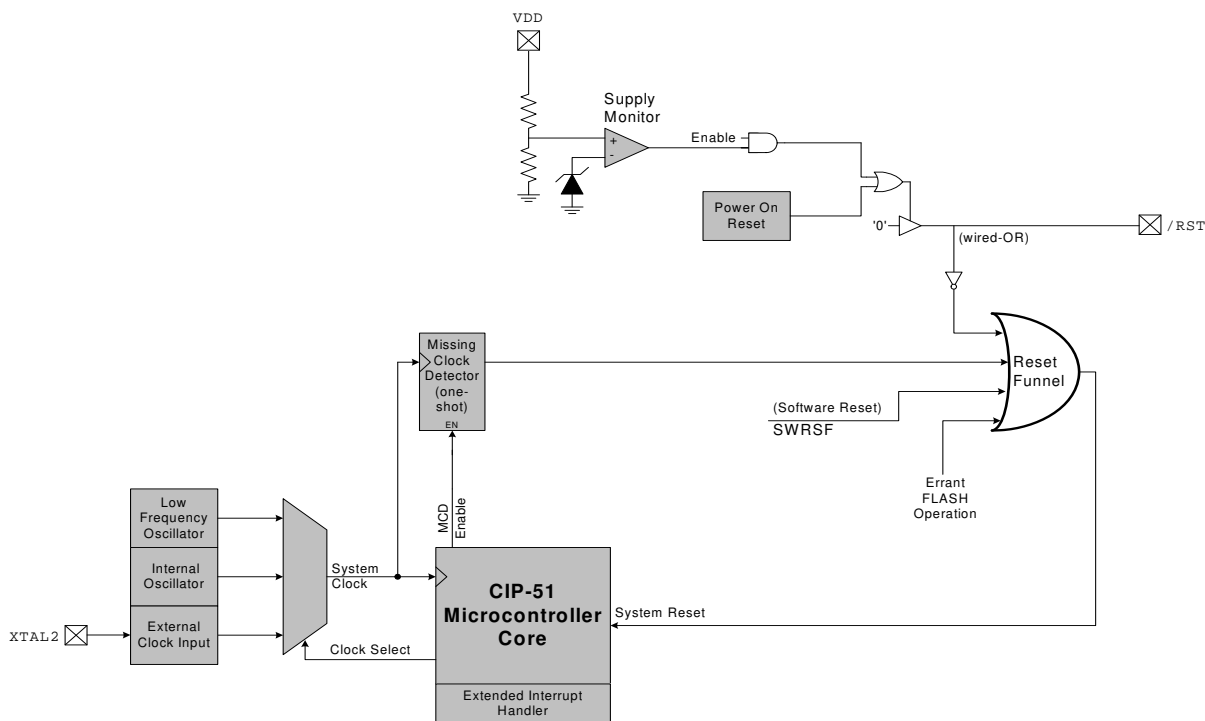 VDD
Supply
Monitor
+
-
Enable
Power On
Reset
'0'
(wired-OR)
/RST
Missing
Clock
Detector
(one-
shot)
EN
Reset
Funnel
(Software Reset)
SWRSF
Errant
FLASH
Operation
MCD
Enable
Low
Frequency
Oscillator
Internal
Oscillator
External
Clock Input
XTAL2
System
Clock
Clock Select
CIP-51
Microcontroller
Core
System Reset
Extended Interrupt
Handler